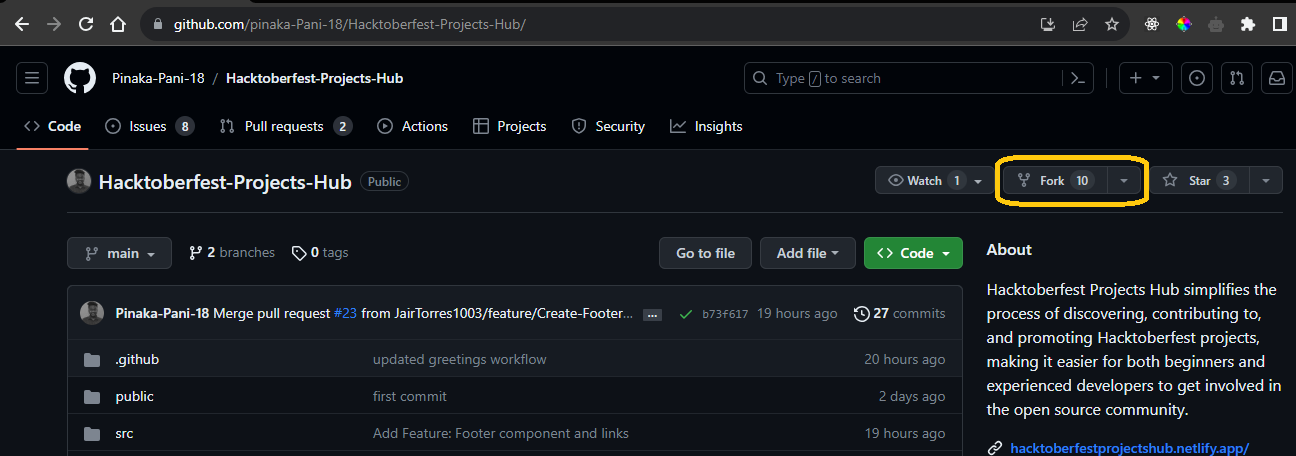 github.com/pinaka-Pani-18/Hacktoberfest-Projects-Hub/
Pinaka-Pani-18 / Hacktoberfest-Projects-Hub
Type / to search
Code Issues 8 Pull requests 2 Actions Projects Security Insights
Hacktoberfest-Projects-Hub Public
Watch 1 Fork 10 Star 3
main 2 branches 0 tags Go to file Add file Code
Pinaka-Pani-18 Merge pull request #23 from JairTorres1003/feature/Create-Footer... ... b73f617 19 hours ago 27 commits
.github updated greetings workflow 20 hours ago
public first commit 2 days ago
src Add Feature: Footer component and links 19 hours ago
About
Hacktoberfest Projects Hub simplifies the
process of discovering, contributing to,
and promoting Hacktoberfest projects,
making it easier for both beginners and
experienced developers to get involved in
the open source community.
hacktoberfestprojectshub.netlify.app/